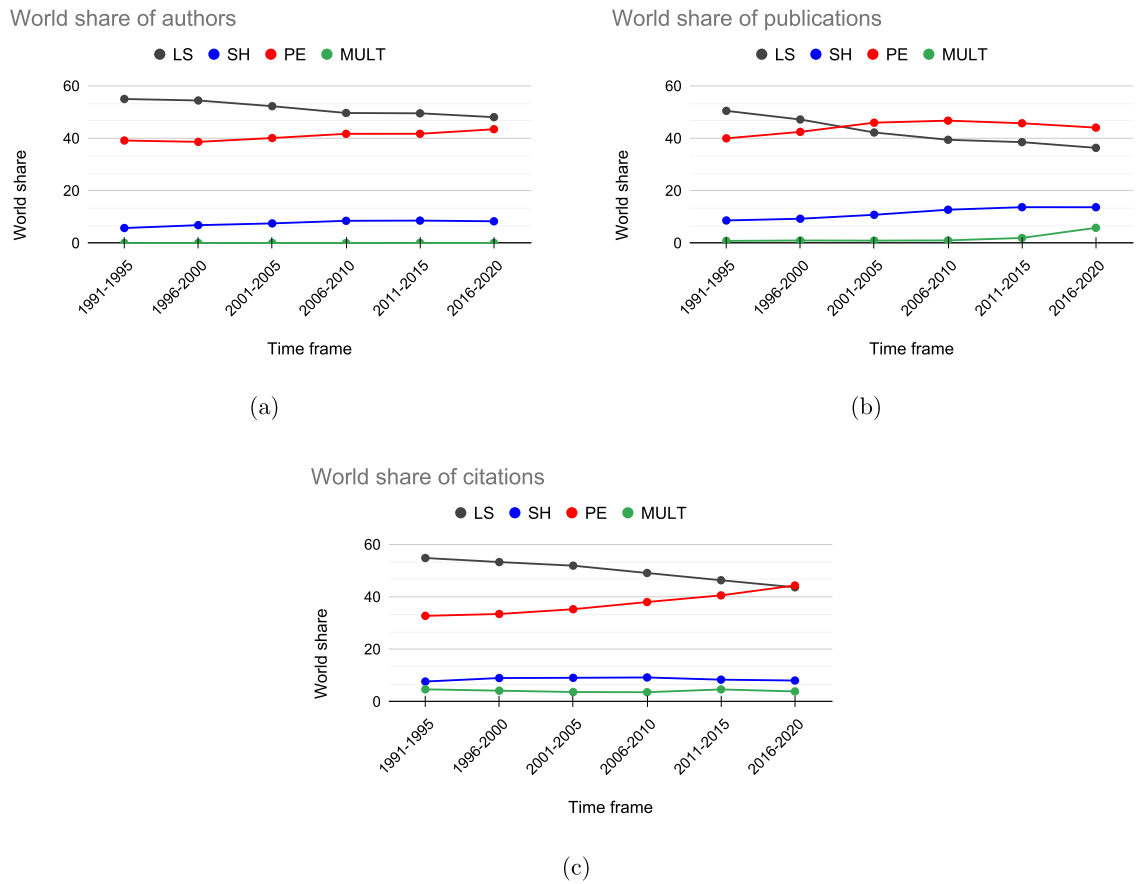 World share of authors
LS SH PE MULT
60
40
20
0
World share
1991-1995
1996-2000
2001-2005
2006-2010
2011-2015
2016-2020
Time frame
(a)
World share of publications
LS SH PE MULT
60
40
20
0
World share
1991-1995
1996-2000
2001-2005
2006-2010
2011-2015
2016-2020
Time frame
(b)
World share of citations
LS SH PE MULT
60
40
20
0
World share
1991-1995
1996-2000
2001-2005
2006-2010
2011-2015
2016-2020
Time frame
(c)